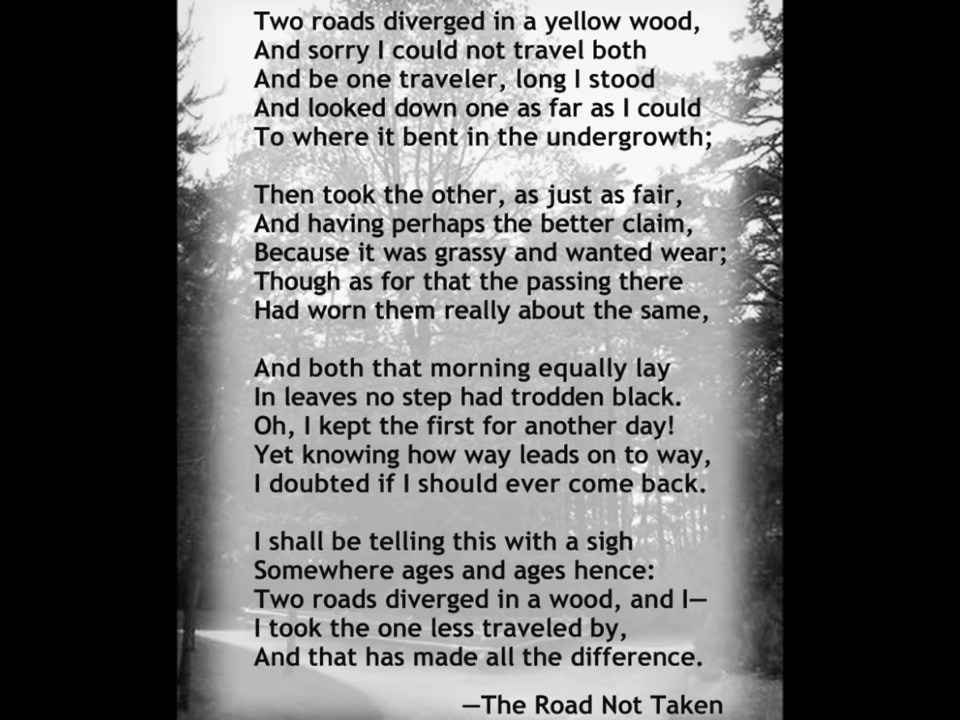 Two roads diverged in a yellow wood,
And sorry I could not travel both
And be one traveler, long I stood
And looked down one as far as I could
To where it bent in the undergrowth;
Then took the other, as just as fair,
And having perhaps the better claim,
Because it was grassy and wanted wear;
Though as for that the passing there
Had worn them really about the same,
And both that morning equally lay
In leaves no step had trodden black.
Oh, I kept the first for another day!
Yet knowing how way leads on to way,
I doubted if I should ever come back.
I shall be telling this with a sigh
Somewhere ages and ages hence:
Two roads diverged in a wood, and I—
I took the one less traveled by,
And that has made all the difference.
—The Road Not Taken